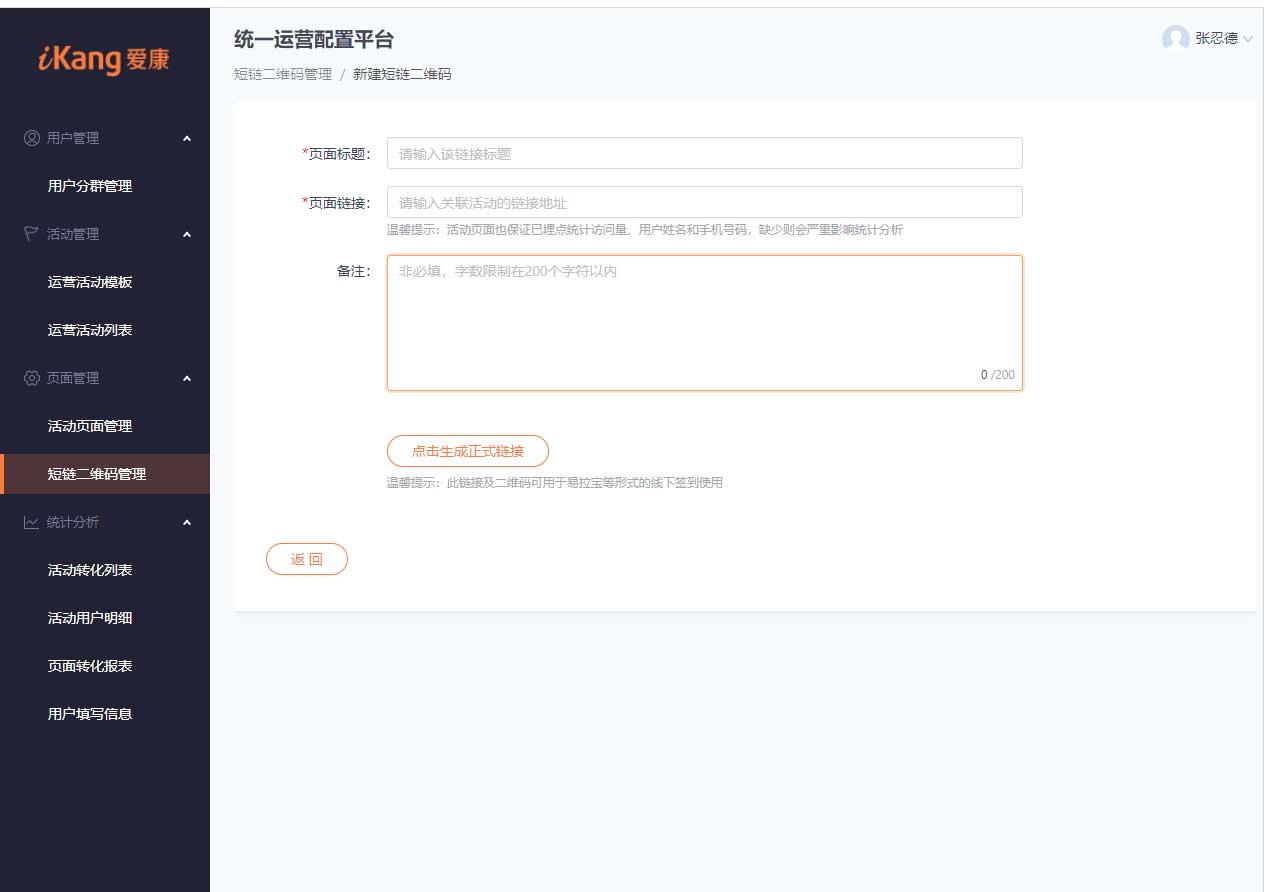 iKang爱康
用户管理
用户分群管理
活动管理
运营活动模板
运营活动列表
页面管理
活动页面管理
短链二维码管理
统计分析
活动转化列表
活动用户明细
页面转化报表
用户填写信息
统一运营配置平台
张忍德
短链二维码管理 / 新建短链二维码
*页面标题： 请输入该链接标题
*页面链接： 请输入关联活动的链接地址
温馨提示：活动页面也保证已埋点统计访问量、用户姓名和手机号码，缺少则会严重影响统计分析
备注： 非必填，字数限制在200个字符以内
0 /200
点击生成正式链接
温馨提示：此链接及二维码可用于易拉宝等形式的线下签到使用
返 回